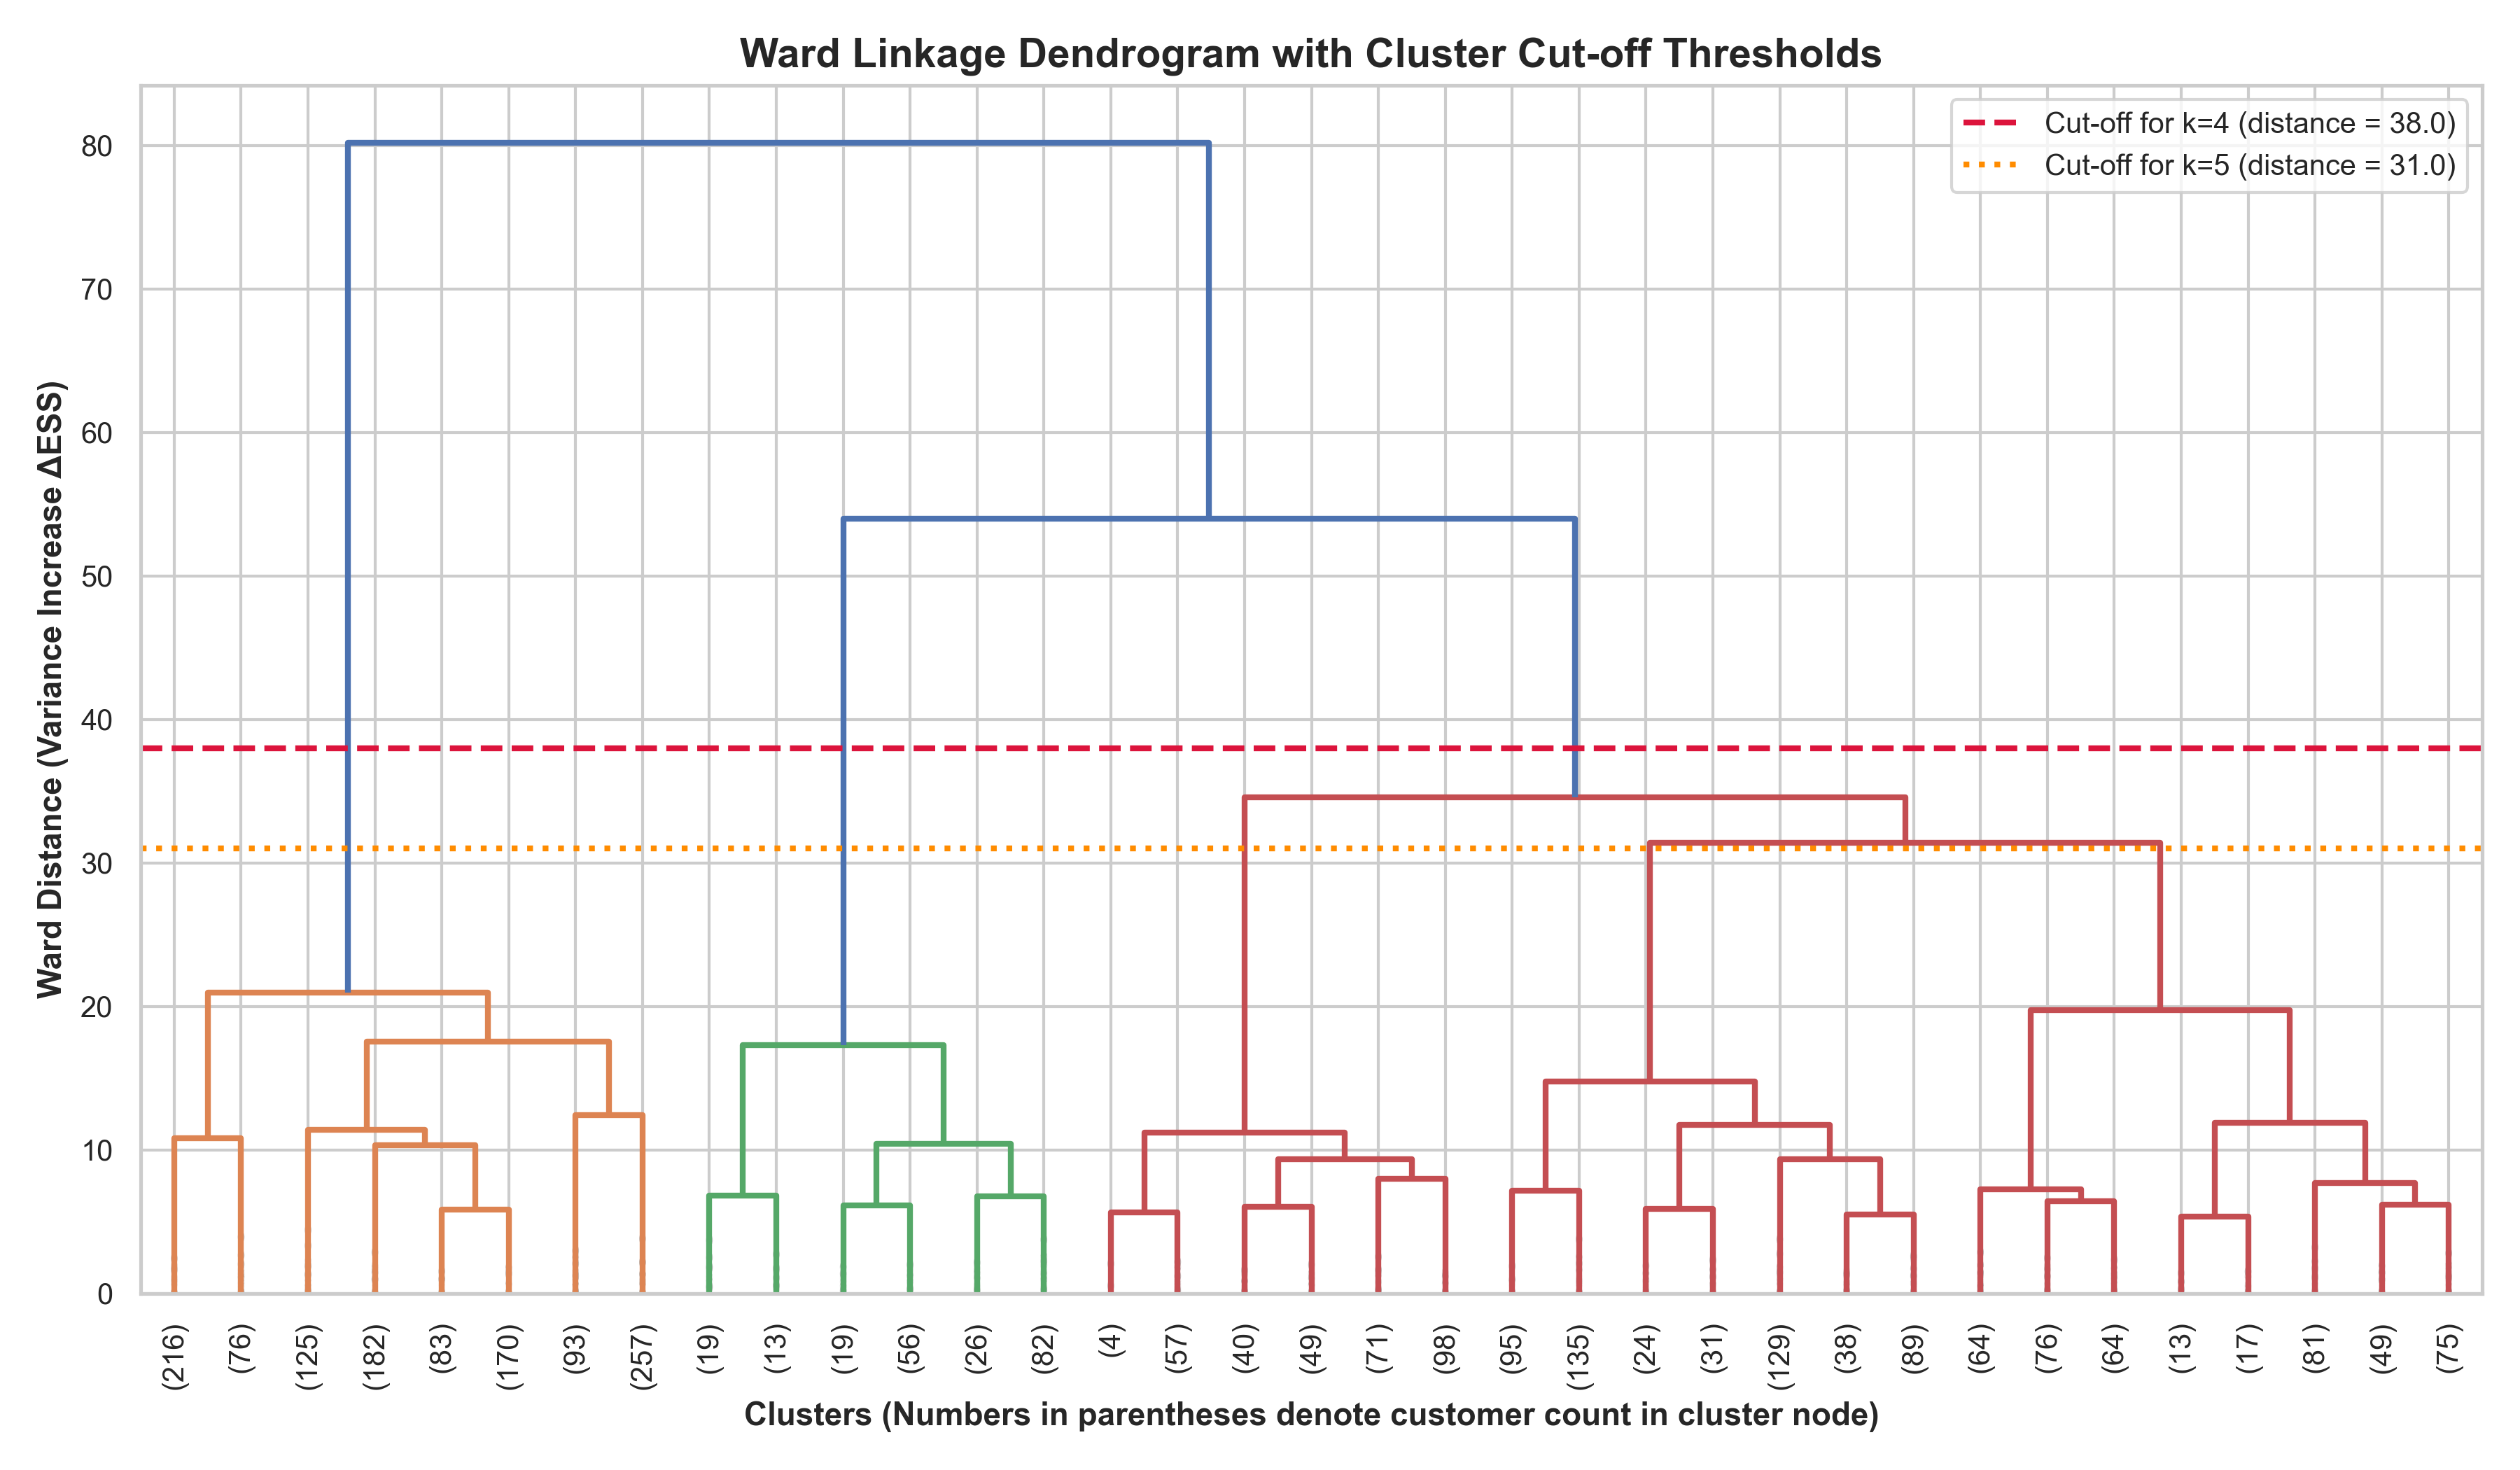 Ward Linkage Dendrogram with Cluster Cut-off Thresholds
Cut-off for k=4 (distance = 38.0)
Cut-off for k=5 (distance = 31.0)
Ward Distance (Variance Increase ΔESS)
80
70
60
50
40
30
20
10
0
(216) (76) (125) (182) (83) (170) (93) (257) (19) (13) (19) (56) (26) (82) (4) (57) (40) (49) (71) (98) (95) (135) (24) (31) (129) (38) (89) (64) (76) (64) (13) (17) (81) (49) (75)
Clusters (Numbers in parentheses denote customer count in cluster node)